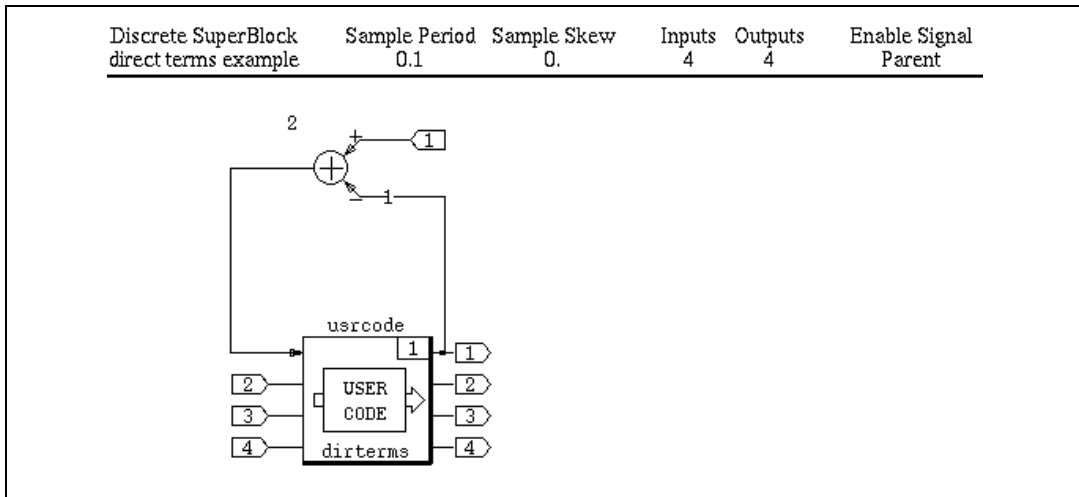 Discrete SuperBlock Sample Period Sample Skew Inputs Outputs Enable Signal
direct terms example 0.1 0. 4 4 Parent
2
+ 1
+
− 1
usrcode
1 1
2 USER 2
3 CODE 3
4 dirterms 4